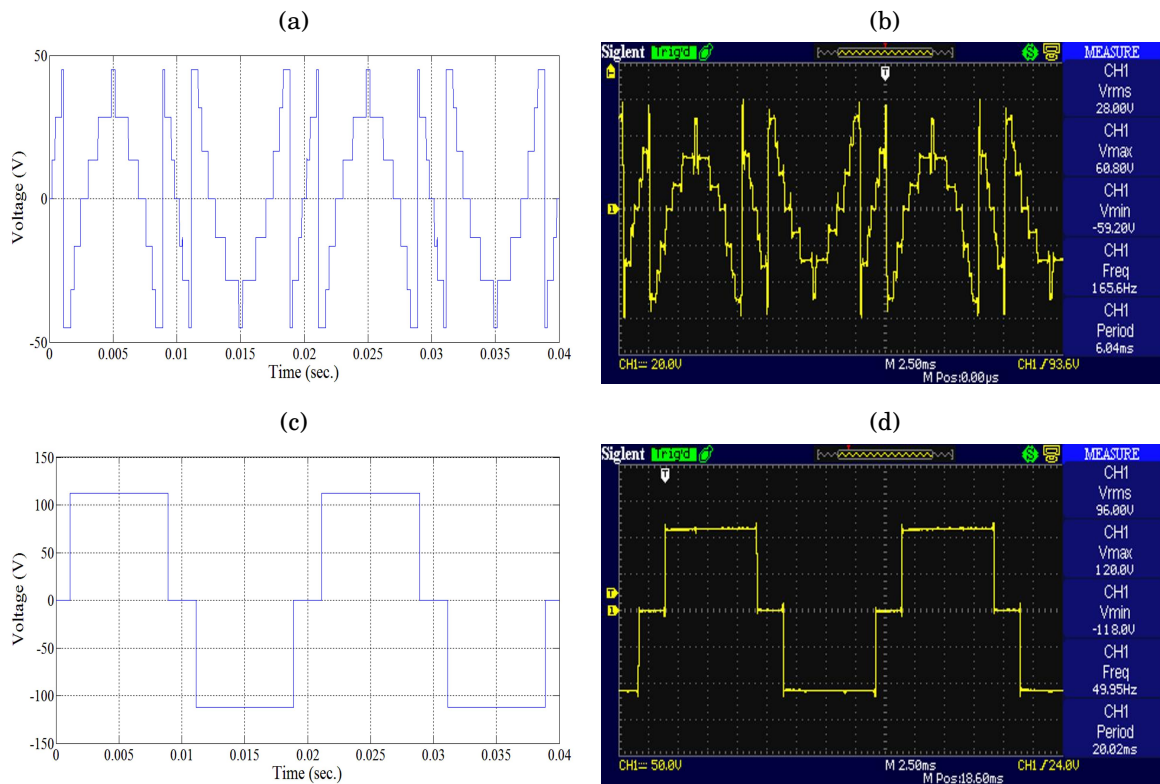 (a)
50
0
-50
Voltage (V)
0
0.005
0.01
0.015
0.02
0.025
0.03
0.035
0.04
Time (sec.)
(b)
Siglent Trig'd
T
S
MEASURE
CH1
Vrms
28.00V
CH1
Vmax
60.80V
CH1
Vmin
-59.20V
CH1
Freq
165.6Hz
CH1
Period
6.04ms
T
1
CH1 20.0V
M 2.50ms
M Pos:0.00μs
CH1 93.6V
(c)
150
100
50
0
-50
-100
-150
Voltage (V)
0
0.005
0.01
0.015
0.02
0.025
0.03
0.035
0.04
Time (sec.)
(d)
Siglent Trig'd
T
S
MEASURE
CH1
Vrms
96.00V
CH1
Vmax
120.0V
CH1
Vmin
-118.0V
CH1
Freq
49.95Hz
CH1
Period
20.02ms
T
1
CH1 50.0V
M 2.50ms
M Pos:18.60ms
CH1 24.0V